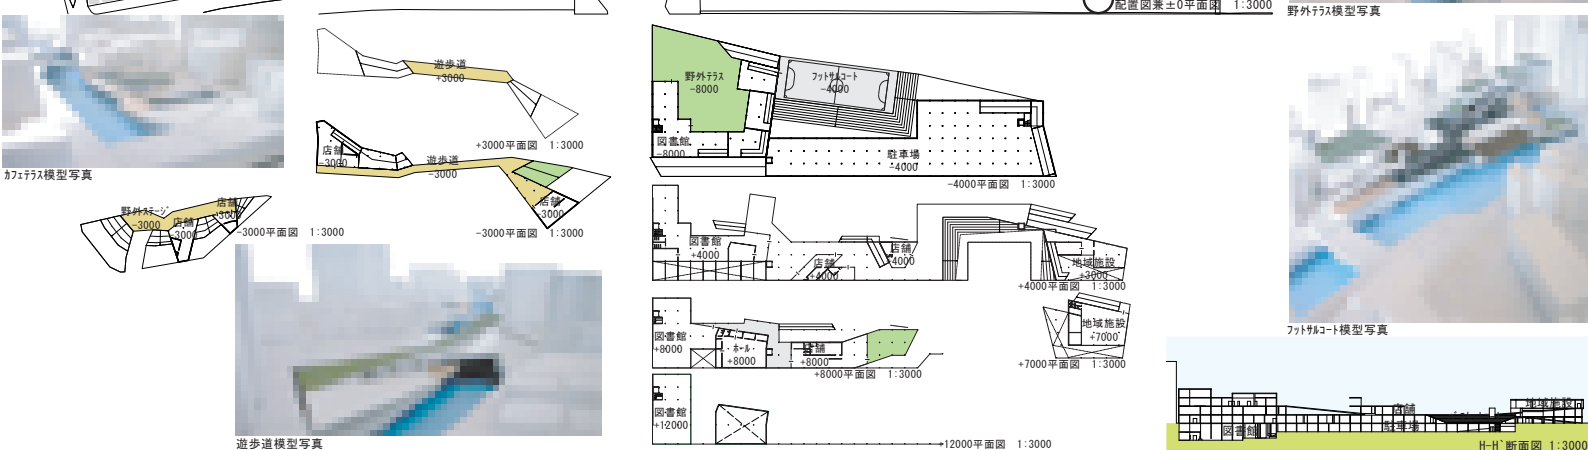 配置図兼±0平面図 1:3000
野外テラス模型写真
遊歩道
+3000
+3000平面図 1:3000
カフェテラス模型写真
店舗
-3000
遊歩道
-3000
店舗
-3000
-3000平面図 1:3000
野外ステージ
-3000
店舗
-3000
店舗
-3000
-3000平面図 1:3000
遊歩道模型写真
野外テラス
-8000
フットサルコート
-4000
図書館
-8000
駐車場
-4000
-4000平面図 1:3000
図書館
+4000
店舗
+4000
店舗
+4000
地域施設
+3000
+4000平面図 1:3000
図書館
+8000
ホール
+8000
店舗
+8000
+8000平面図 1:3000
地域施設
+7000
+7000平面図 1:3000
図書館
+12000
+12000平面図 1:3000
フットサルコート模型写真
店舗
地域施設
図書館
駐車場
H-H`断面図 1:3000